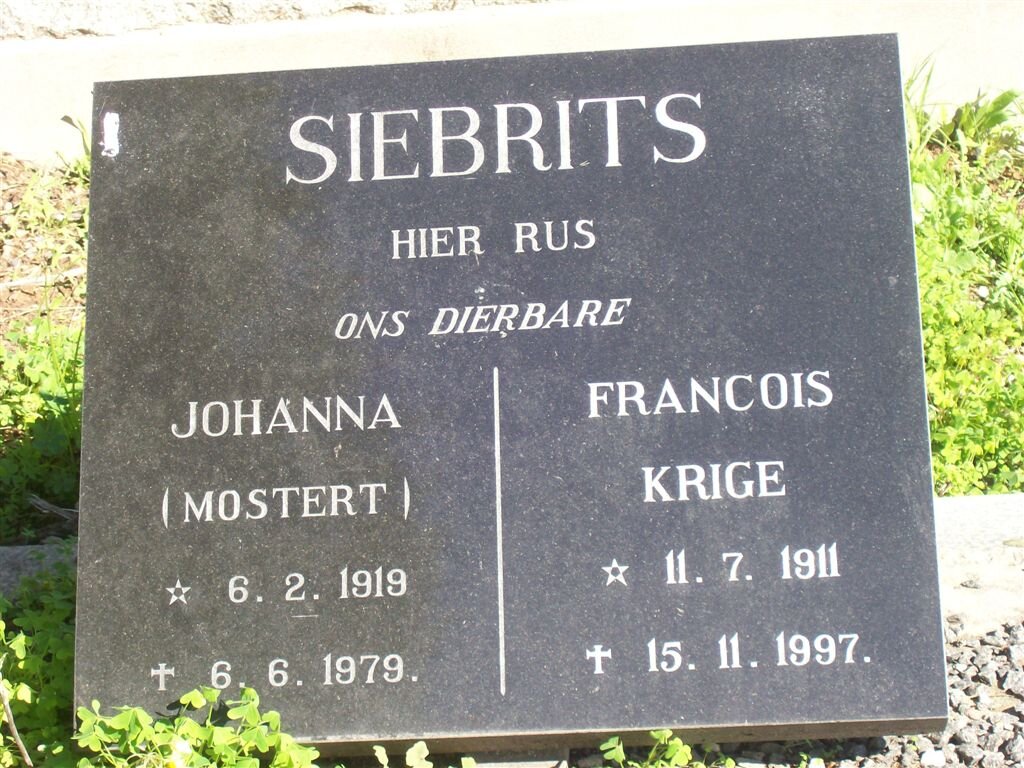 SIEBRITS
HIER RUS
ONS DIERBARE
JOHANNA
(MOSTERT)
☆ 6. 2. 1919
✝ 6. 6. 1979.
FRANCOIS
KRIGE
☆ 11. 7. 1911
✝ 15. 11. 1997.